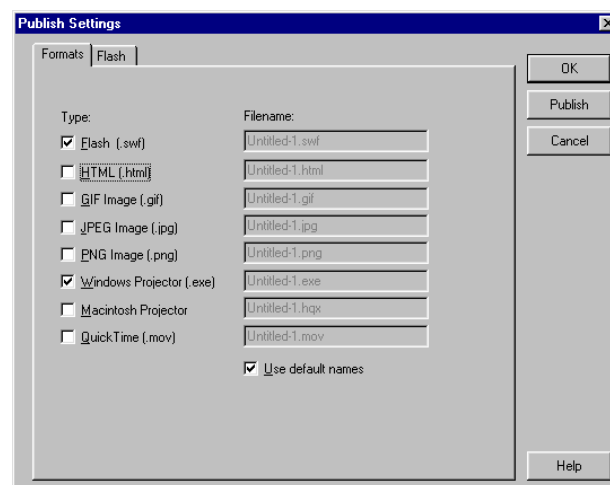 Publish Settings
Formats Flash
OK
Publish
Cancel
Type: Filename:
Flash (.swf) Untitled-1.swf
HTML (.html) Untitled-1.html
GIF Image (.gif) Untitled-1.gif
JPEG Image (.jpg) Untitled-1.jpg
PNG Image (.png) Untitled-1.png
Windows Projector (.exe) Untitled-1.exe
Macintosh Projector Untitled-1.hqx
QuickTime (.mov) Untitled-1.mov
Use default names
Help